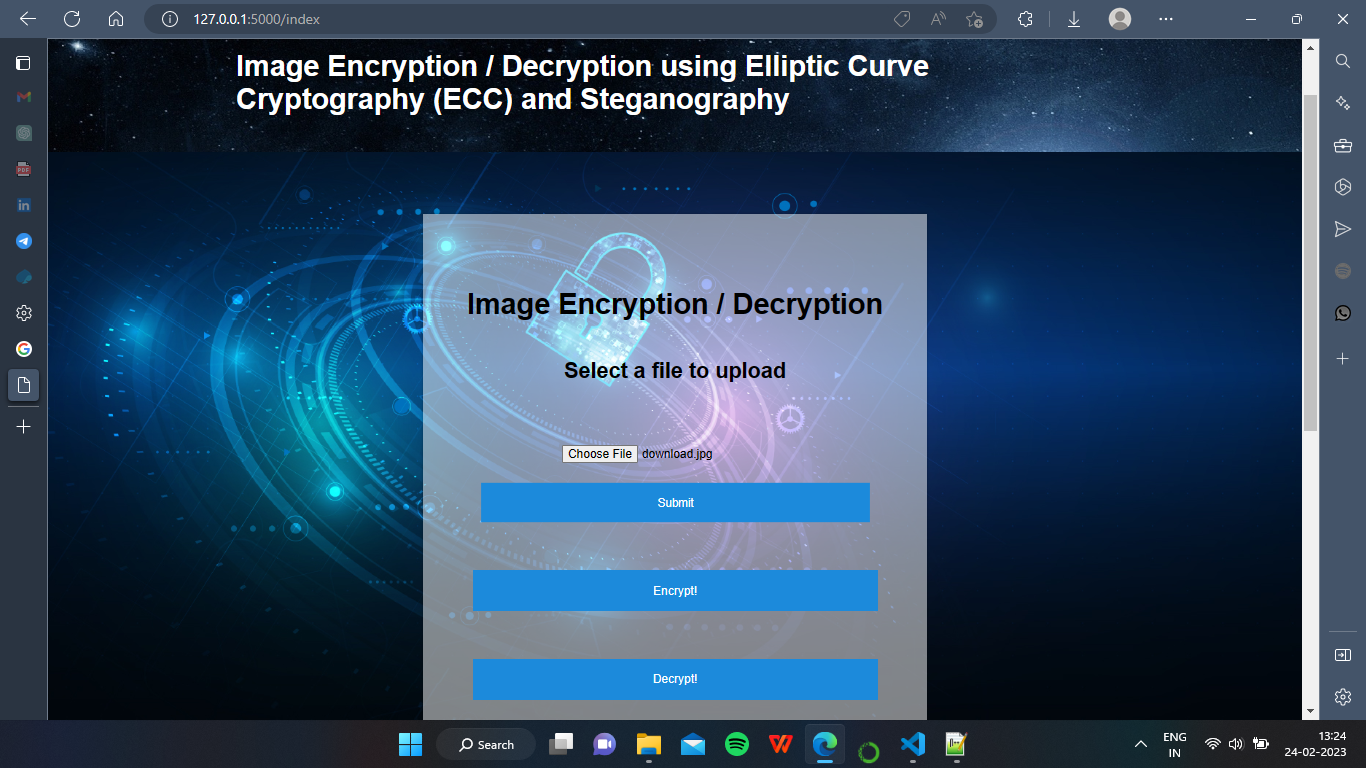 127.0.0.1:5000/index
Image Encryption / Decryption using Elliptic Curve
Cryptography (ECC) and Steganography
Image Encryption / Decryption
Select a file to upload
Choose File download.jpg
Submit
Encrypt!
Decrypt!
Search
ENG
IN
13:24
24-02-2023